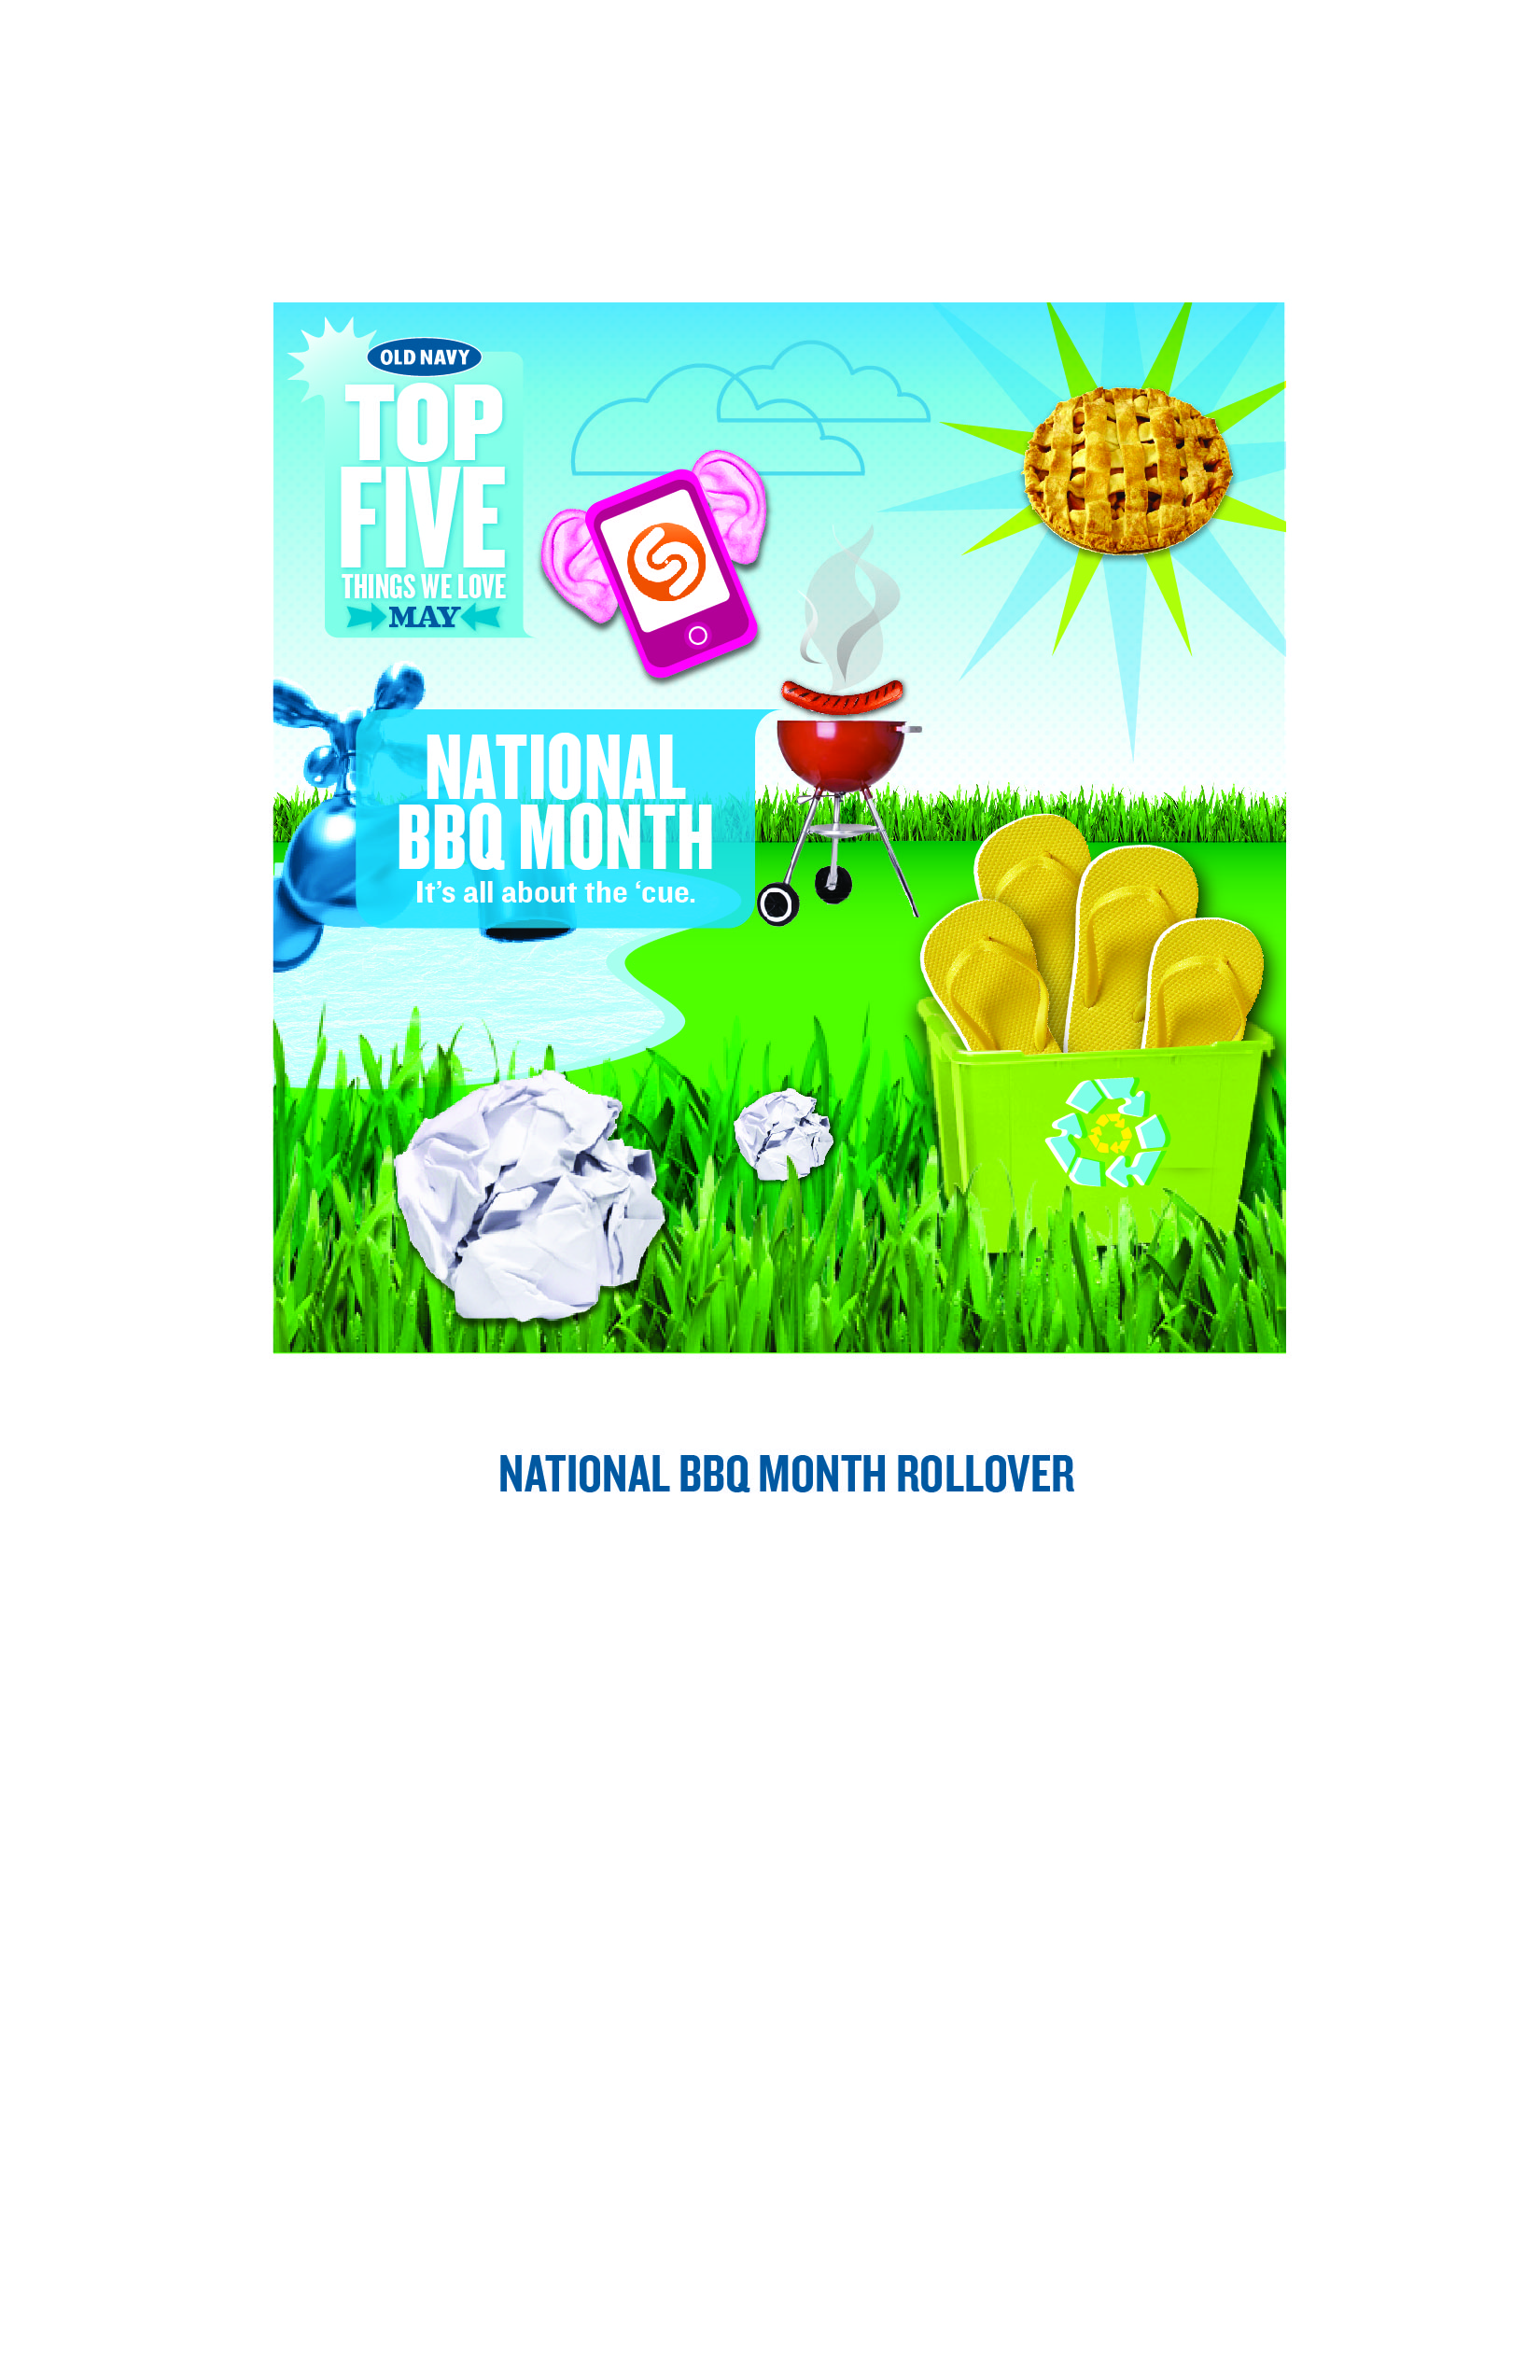 OLD NAVY
TOP
FIVE
THINGS WE LOVE
MAY
NATIONAL
BBQ MONTH
It’s all about the ‘cue.
NATIONAL BBQ MONTH ROLLOVER